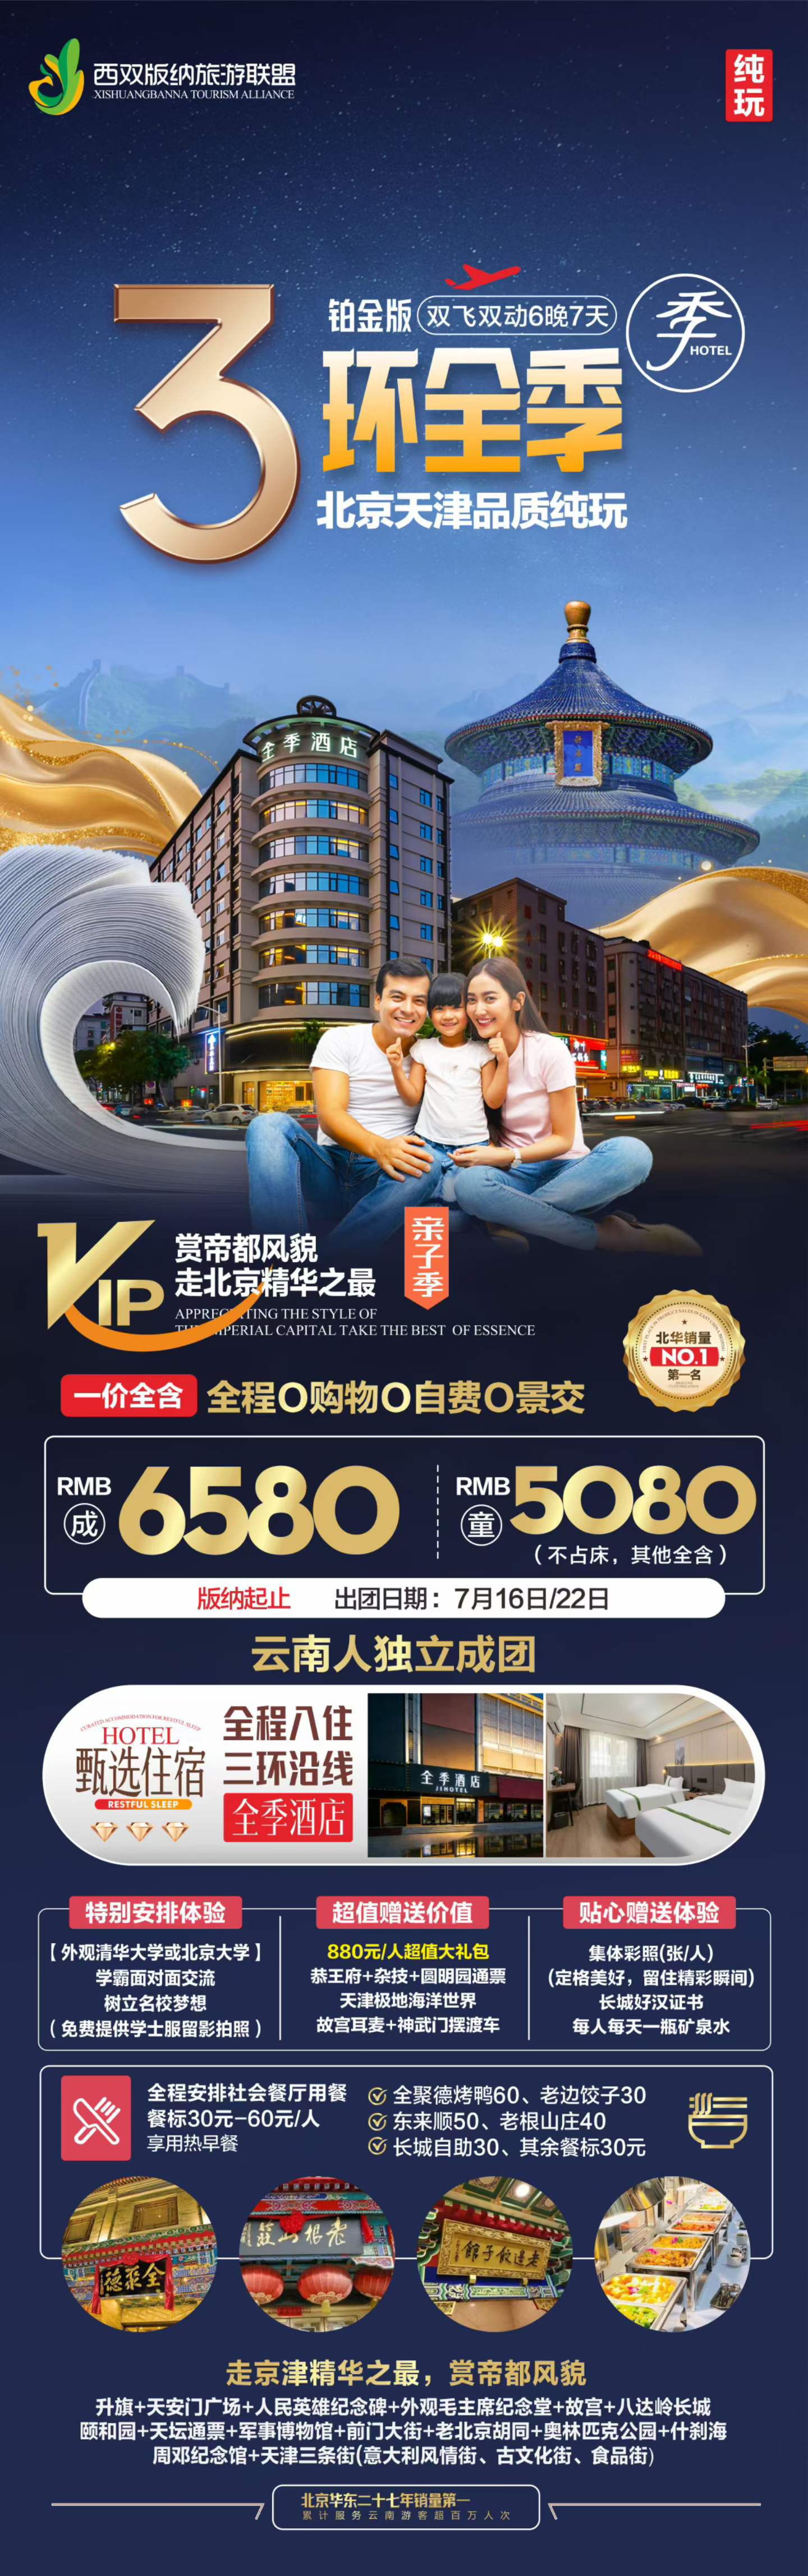 西双版纳旅游联盟
XISHUANGBANNA TOURISM ALLIANCE
纯玩
3
铂金版
双飞双动6晚7天
季
HOTEL
环全季
北京天津品质纯玩
全季酒店
VIP
赏帝都风貌
走北京精华之最
亲子季
TING THE STYLE OF
IMPERIAL CAPITAL TAKE THE BEST OF ESSENCE
北华销量
NO.1
第一名
一价全含
全程0购物0自费0景交
RMB
成
6580
RMB
童
5080
(不占床，其他全含)
版纳起止 出团日期：7月16日/22日
云南人独立成团
CURATED ACCOMMODATION FOR RESTFUL SLEEP
HOTEL
甄选住宿
RESTFUL SLEEP
全程入住
三环沿线
全季酒店
全季酒店
JIHOTEL
特别安排体验
【外观清华大学或北京大学】
学霸面对面交流
树立名校梦想
(免费提供学士服留影拍照)
超值赠送价值
880元/人超值大礼包
恭王府+杂技+圆明园通票
天津极地海洋世界
故宫耳麦+神武门摆渡车
贴心赠送体验
集体彩照(张/人)
(定格美好，留住精彩瞬间)
长城好汉证书
每人每天一瓶矿泉水
全程安排社会餐厅用餐
餐标30元-60元/人
享用热早餐
全聚德烤鸭60、老边饺子30
东来顺50、老根山庄40
长城自助30、其余餐标30元
德聚全
莊山根老
館子餃邊老
走京津精华之最，赏帝都风貌
升旗+天安门广场+人民英雄纪念碑+外观毛主席纪念堂+故宫+八达岭长城
颐和园+天坛通票+军事博物馆+前门大街+老北京胡同+奥林匹克公园+什刹海
周邓纪念馆+天津三条街(意大利风情街、古文化街、食品街)
北京华东二十七年销量第一
累计服务云南游客超百万人次